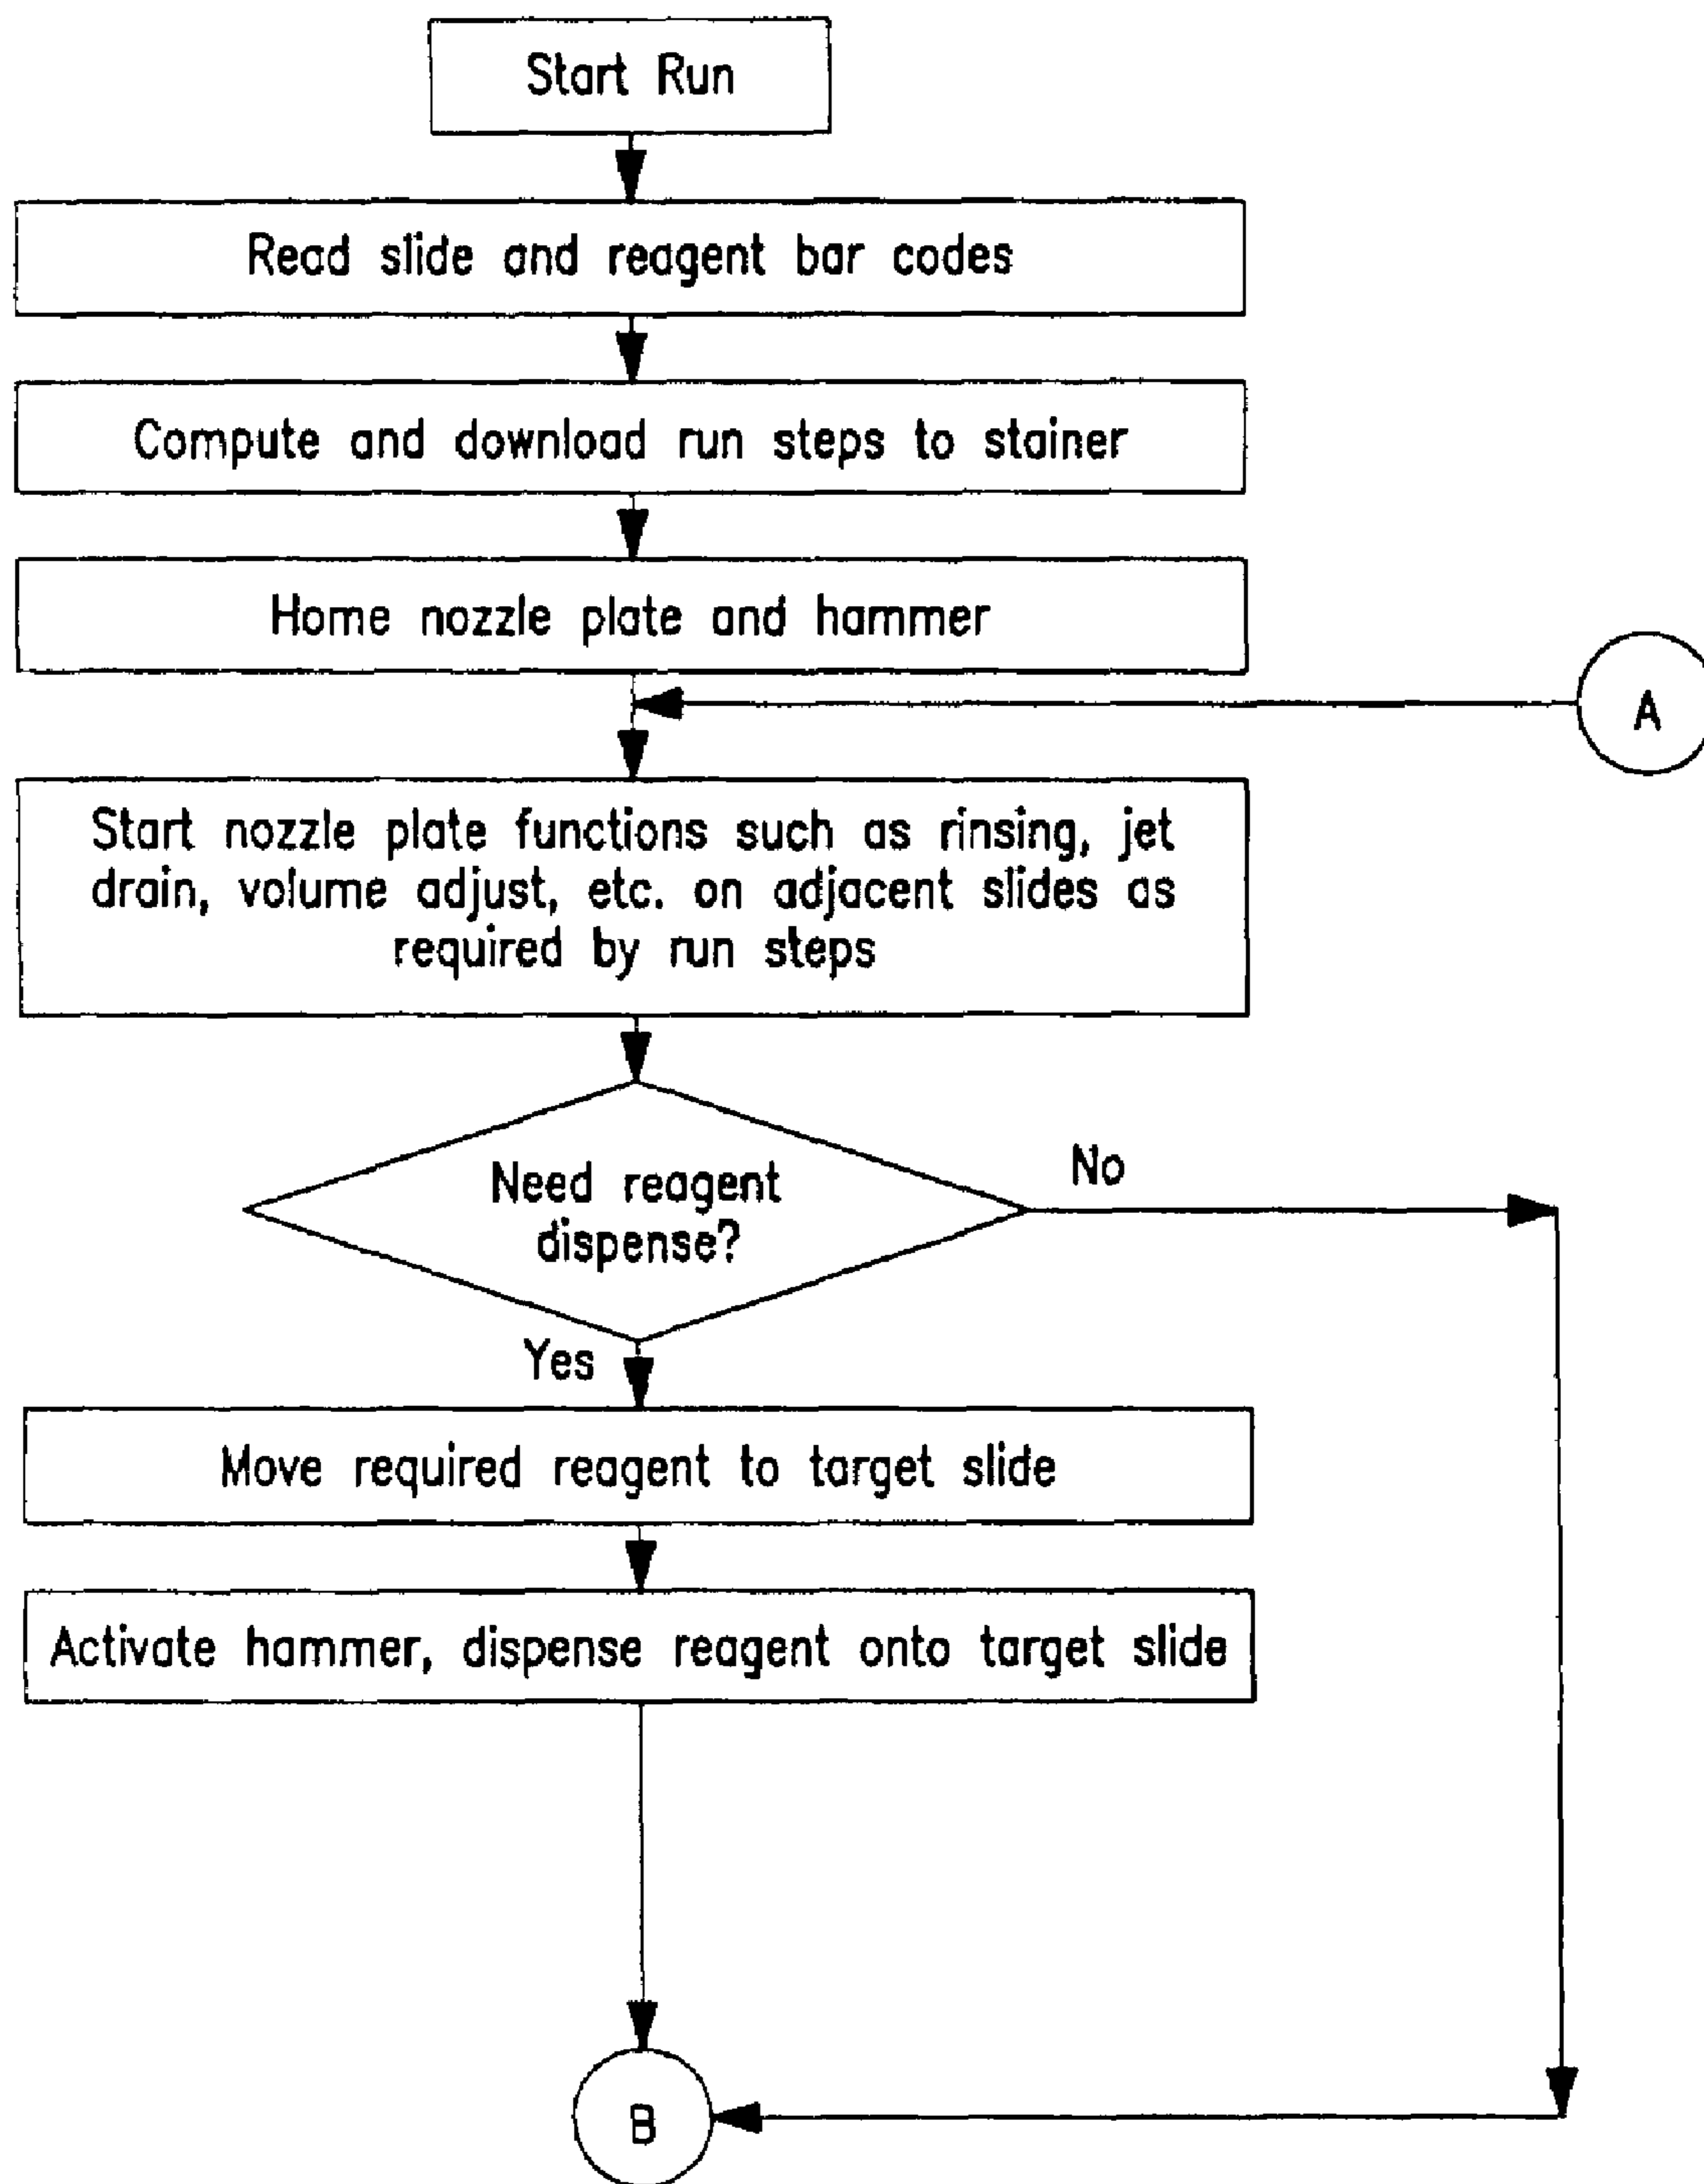 Start Run
Read slide and reagent bar codes
Compute and download run steps to stainer
Home nozzle plate and hammer
A
Start nozzle plate functions such as rinsing, jet
drain, volume adjust, etc. on adjacent slides as
required by run steps
Need reagent
dispense?
No
Yes
Move required reagent to target slide
Activate hammer, dispense reagent onto target slide
B